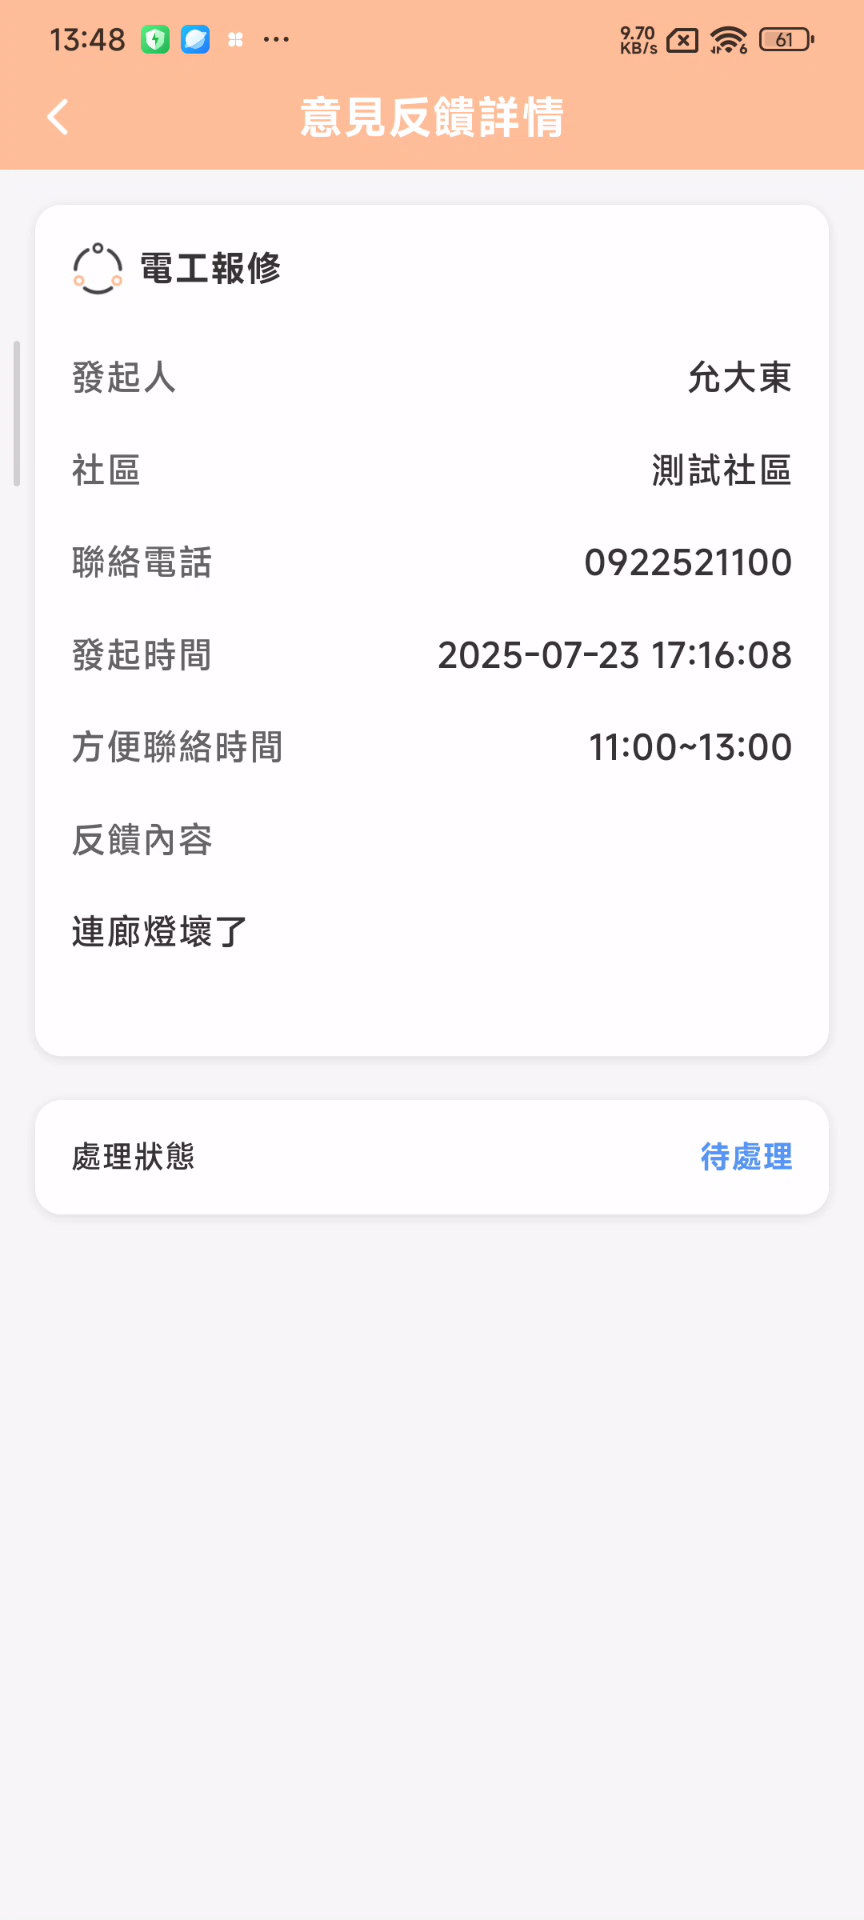 13:48
9.70
KB/s
6
61
意見反饋詳情
電工報修
發起人 允大東
社區 測試社區
聯絡電話 0922521100
發起時間 2025-07-23 17:16:08
方便聯絡時間 11:00~13:00
反饋內容
連廊燈壞了
處理狀態 待處理